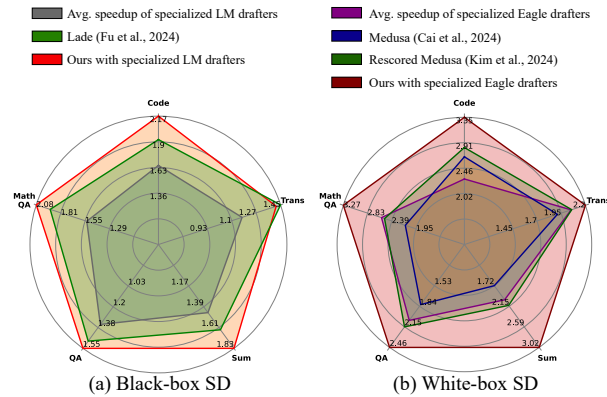 Avg. speedup of specialized LM drafters
Lade (Fu et al., 2024)
Ours with specialized LM drafters
Avg. speedup of specialized Eagle drafters
Medusa (Cai et al., 2024)
Rescored Medusa (Kim et al., 2024)
Ours with specialized Eagle drafters
Code
2.17
1.9
1.63
1.36
Trans
1.45
1.27
1.1
0.93
Math
QA
2.08
1.81
1.55
1.29
1.03
1.2
1.38
1.55
QA
1.17
1.39
1.61
1.83
Sum
(a) Black-box SD
Code
3.35
2.91
2.46
2.02
Trans
2.2
1.95
1.7
1.45
Math
QA
3.27
2.83
2.39
1.95
1.53
1.84
2.15
2.46
QA
1.72
2.15
2.59
3.02
Sum
(b) White-box SD